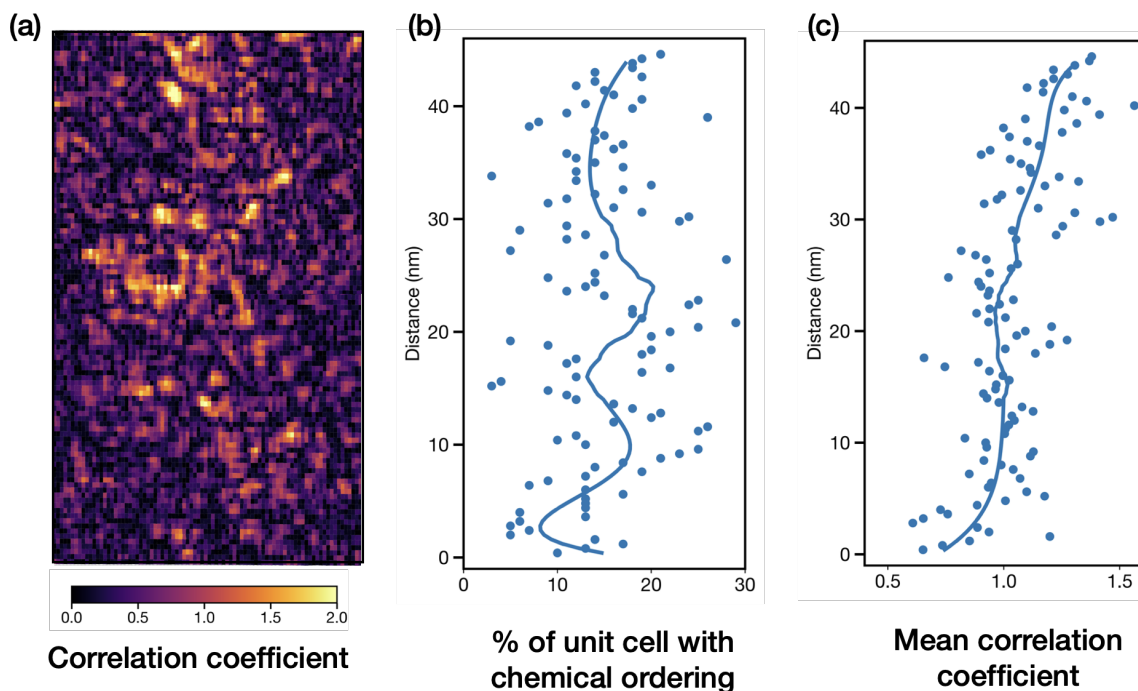 (a)
0.0 0.5 1.0 1.5 2.0
Correlation coefficient
(b)
Distance (nm)
40
30
20
10
0
0 10 20 30
% of unit cell with
chemical ordering
(c)
Distance (nm)
40
30
20
10
0
0.5 1.0 1.5
Mean correlation
coefficient